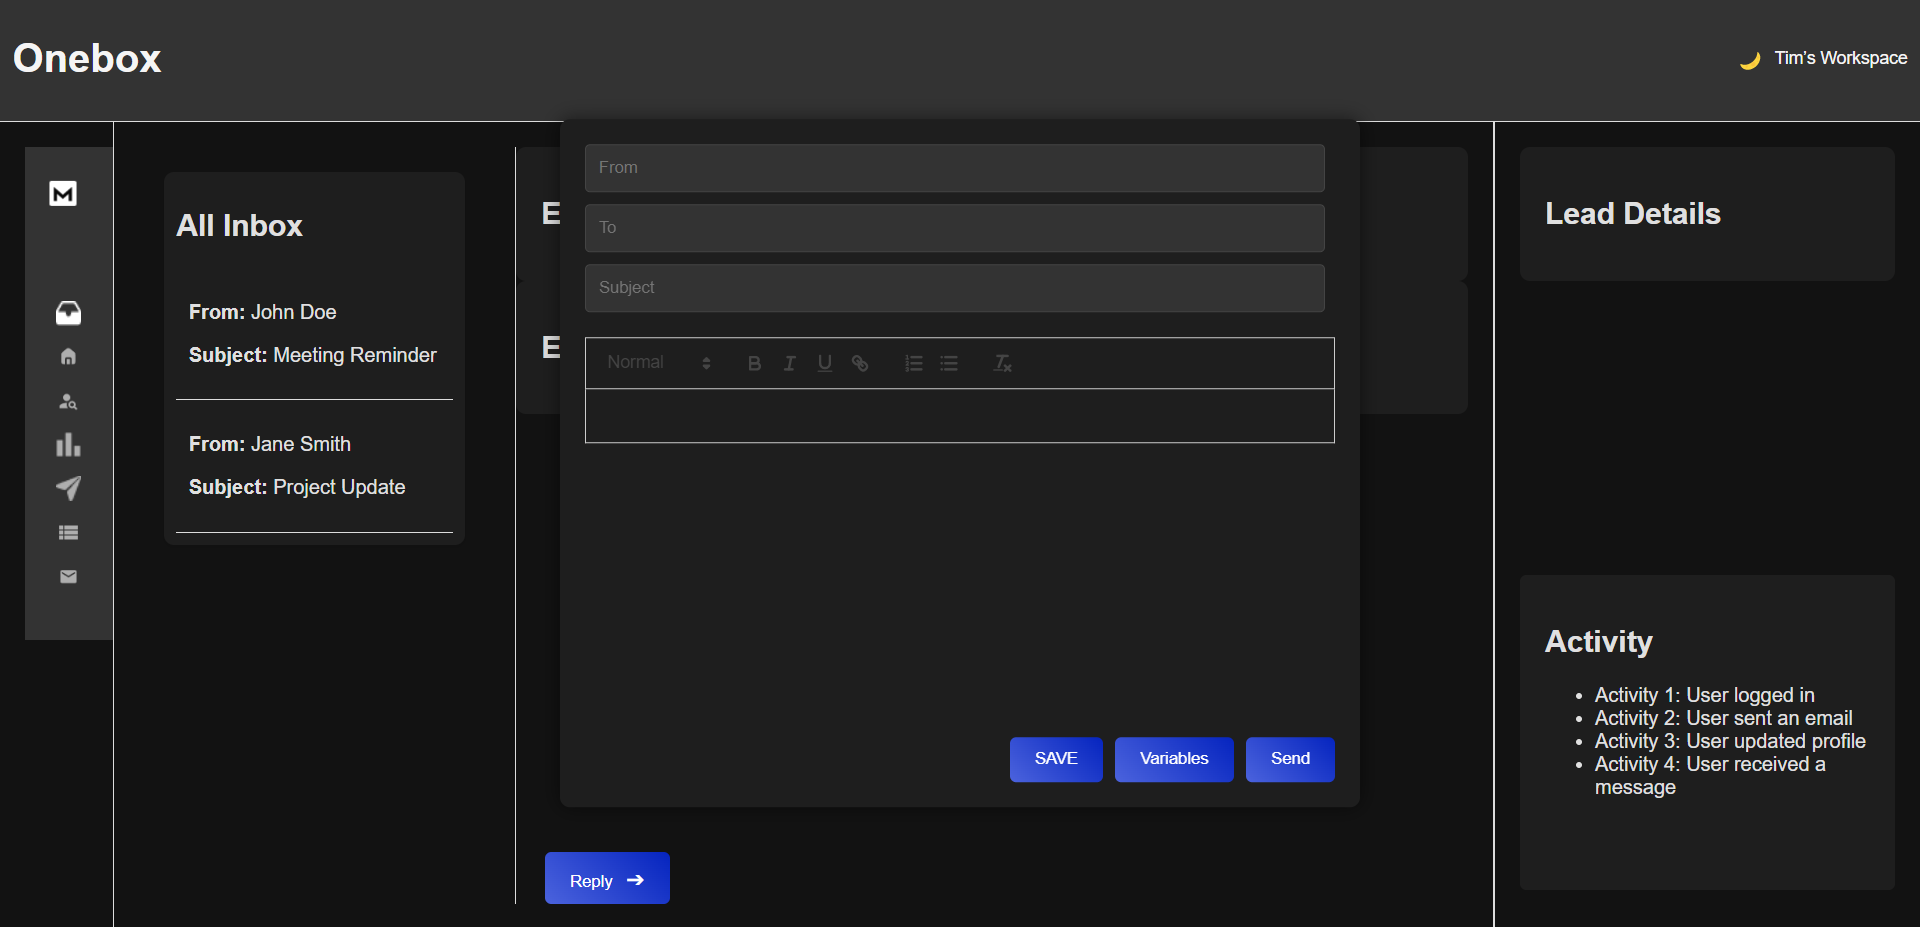 Onebox
Tim's Workspace
M
All Inbox
From: John Doe
Subject: Meeting Reminder
From: Jane Smith
Subject: Project Update
E
E
From
To
Subject
Normal
B I U
SAVE
Variables
Send
Reply →
Lead Details
Activity
• Activity 1: User logged in
• Activity 2: User sent an email
• Activity 3: User updated profile
• Activity 4: User received a
message